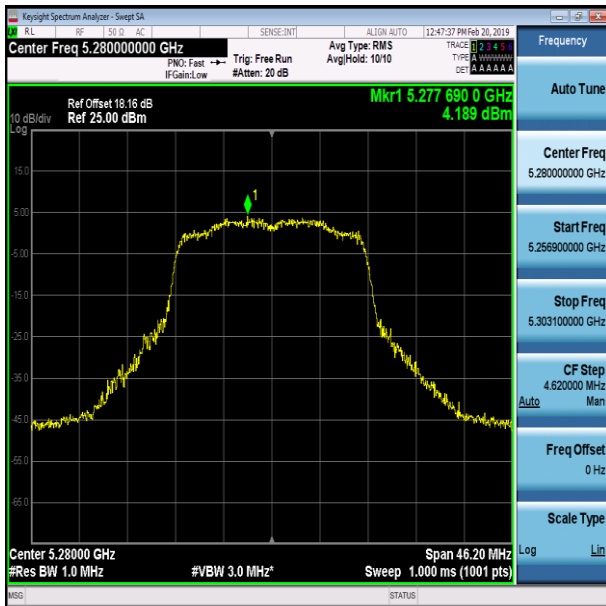 Keysight Spectrum Analyzer - Swept SA
RL RF 50 Ω AC SENSE:INT ALIGN AUTO 12:47:37 PM Feb 20, 2019
Center Freq 5.280000000 GHz
PNO: Fast
IFGain:Low
Trig: Free Run
#Atten: 20 dB
Avg Type: RMS
Avg|Hold: 10/10
TRACE 1 2 3 4 5 6
TYPE A WWWWW
DET A A A A A A
Ref Offset 18.16 dB
10 dB/div Ref 25.00 dBm
Log
Mkr1 5.277 690 0 GHz
4.189 dBm
1
15.0
5.00
-5.00
-15.0
-25.0
-35.0
-45.0
-55.0
-65.0
Center 5.28000 GHz Span 46.20 MHz
#Res BW 1.0 MHz #VBW 3.0 MHz* Sweep 1.000 ms (1001 pts)
MSG STATUS
Frequency
Auto Tune
Center Freq
5.280000000 GHz
Start Freq
5.256900000 GHz
Stop Freq
5.303100000 GHz
CF Step
4.620000 MHz
Auto Man
Freq Offset
0 Hz
Scale Type
Log Lin